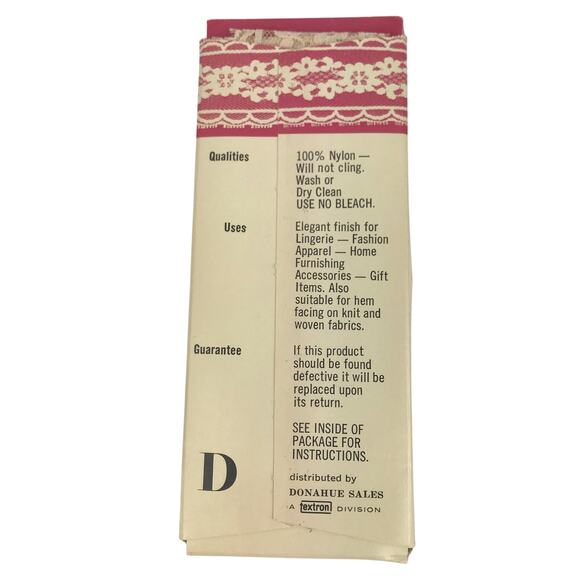 Qualities
100% Nylon —
Will not cling.
Wash or
Dry Clean
USE NO BLEACH.
Uses
Elegant finish for
Lingerie — Fashion
Apparel — Home
Furnishing
Accessories — Gift
Items. Also
suitable for hem
facing on knit and
woven fabrics.
Guarantee
If this product
should be found
defective it will be
replaced upon
its return.
SEE INSIDE OF
PACKAGE FOR
INSTRUCTIONS.
D
distributed by
DONAHUE SALES
A textron DIVISION